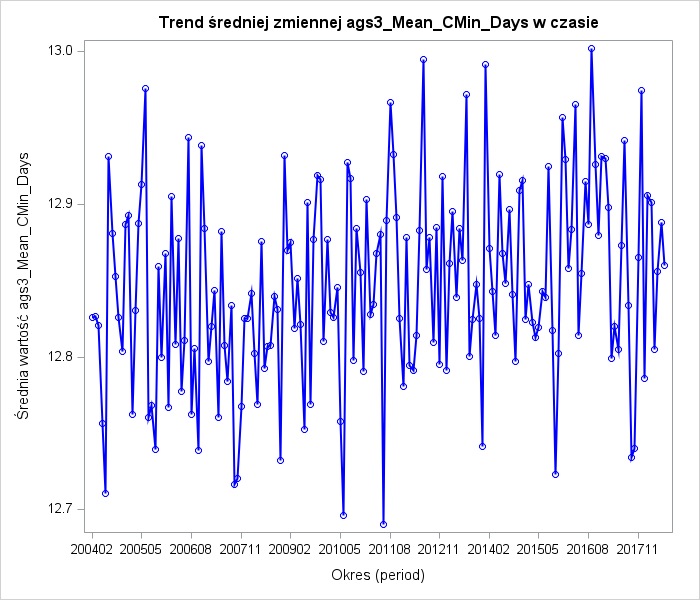 Trend średniej zmiennej ags3_Mean_CMin_Days w czasie
Średnia wartość ags3_Mean_CMin_Days
13.0
12.9
12.8
12.7
200402 200505 200608 200711 200902 201005 201108 201211 201402 201505 201608 201711
Okres (period)